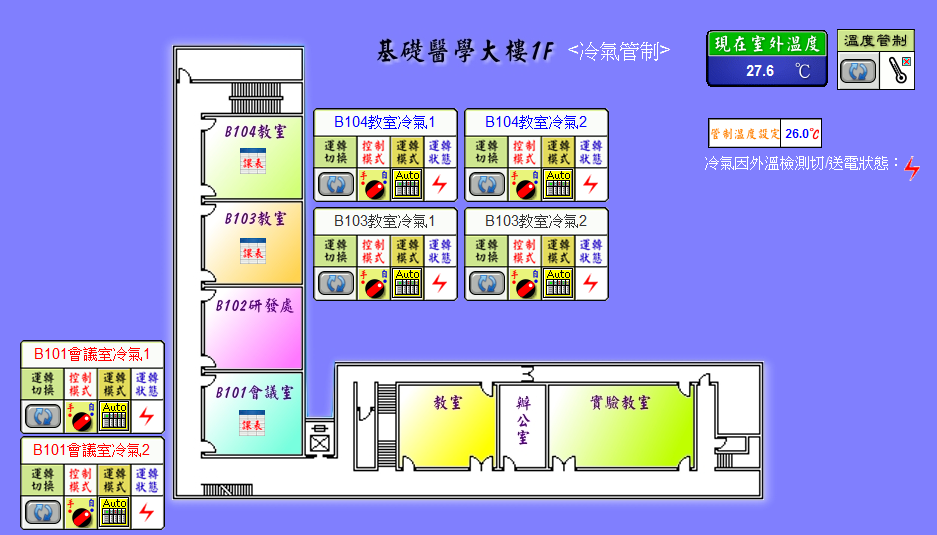 基礎醫學大樓1F <冷氣管制>
現在室外溫度
27.6 ℃
溫度管制
管制溫度設定 26.0℃
冷氣因外溫檢測切/送電狀態：
B104教室
課表
B103教室
課表
B102研發處
B101會議室
課表
教室
辦公室
實驗教室
B104教室冷氣1
運轉切換 控制模式 運轉模式 運轉狀態
手 自 Auto
B104教室冷氣2
運轉切換 控制模式 運轉模式 運轉狀態
手 自 Auto
B103教室冷氣1
運轉切換 控制模式 運轉模式 運轉狀態
手 自 Auto
B103教室冷氣2
運轉切換 控制模式 運轉模式 運轉狀態
手 自 Auto
B101會議室冷氣1
運轉切換 控制模式 運轉模式 運轉狀態
手 自 Auto
B101會議室冷氣2
運轉切換 控制模式 運轉模式 運轉狀態
手 自 Auto